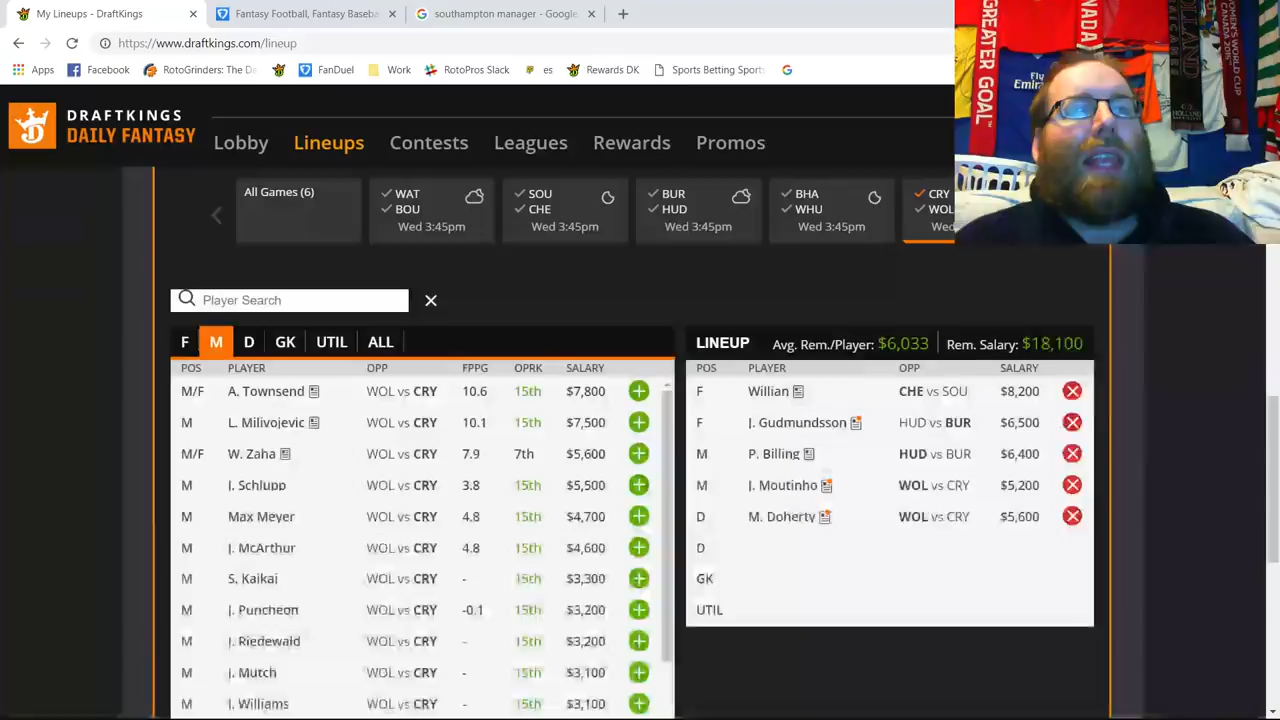 My Lineups - DraftKings
Fantasy Football, Fantasy Baseba
southampton manager - Google
https://www.draftkings.com/lineup
Apps
Facebook
RotoGrinders: The Da
FanDuel
Work
RotoPros Slack
Rewards DK
Sports Betting Sport
DRAFTKINGS
DAILY FANTASY
Lobby
Lineups
Contests
Leagues
Rewards
Promos
All Games (6)
WAT
BOU
Wed 3:45pm
SOU
CHE
Wed 3:45pm
BUR
HUD
Wed 3:45pm
BHA
WHU
Wed 3:45pm
CRY
WOL
GREATER GOAL
NADA
Fly
Emir
HOLLAND
WOMEN'S WORLD CUP
CANADA 2015
Player Search
F M D GK UTIL ALL
POS PLAYER OPP FPPG OPRK SALARY
M/F A. Townsend WOL vs CRY 10.6 15th $7,800
M L. Milivojevic WOL vs CRY 10.1 15th $7,500
M/F W. Zaha WOL vs CRY 7.9 7th $5,600
M J. Schlupp WOL vs CRY 3.8 15th $5,500
M Max Meyer WOL vs CRY 4.8 15th $4,700
M J. McArthur WOL vs CRY 4.8 15th $4,600
M S. Kaikai WOL vs CRY - 15th $3,300
M J. Puncheon WOL vs CRY -0.1 15th $3,200
M J. Riedewald WOL vs CRY - 15th $3,200
M J. Mutch WOL vs CRY - 15th $3,100
M J. Williams WOL vs CRY - 15th $3,100
LINEUP Avg. Rem./Player: $6,033 Rem. Salary: $18,100
POS PLAYER OPP SALARY
F Willian CHE vs SOU $8,200
F J. Gudmundsson HUD vs BUR $6,500
M P. Billing HUD vs BUR $6,400
M J. Moutinho WOL vs CRY $5,200
D M. Doherty WOL vs CRY $5,600
D
GK
UTIL